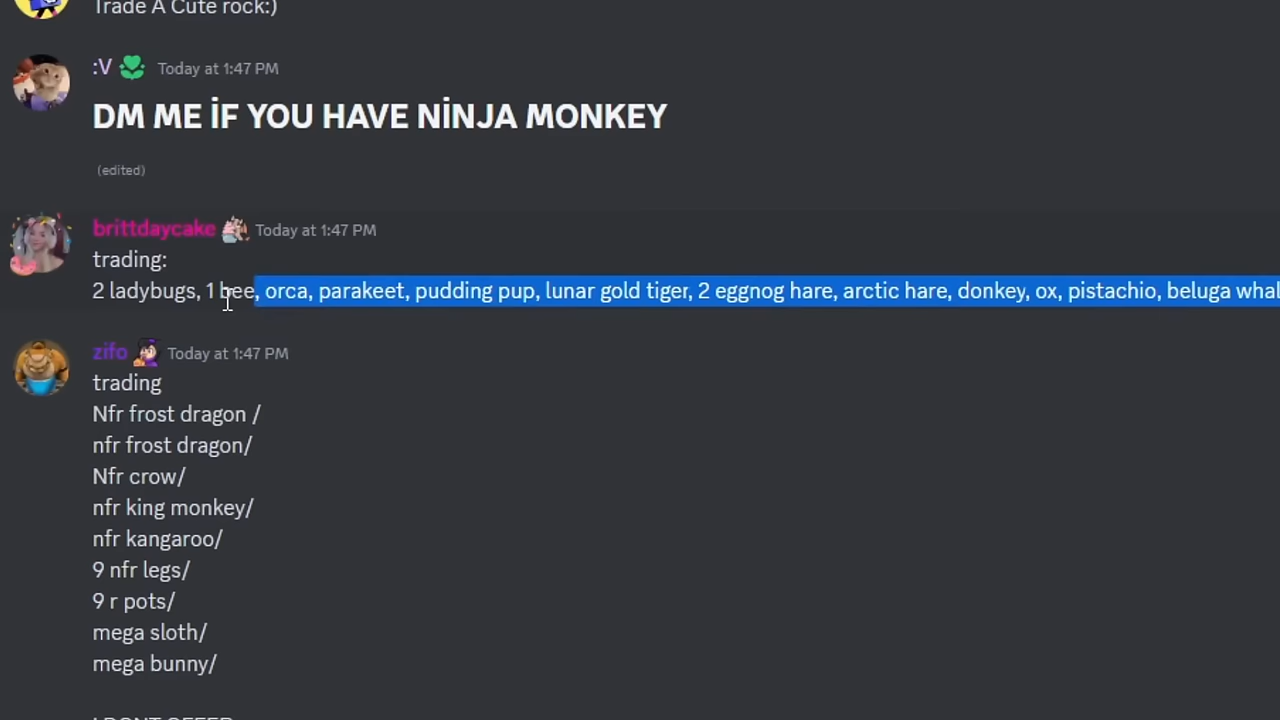 Trade A Cute rock:)
:V Today at 1:47 PM
DM ME İF YOU HAVE NİNJA MONKEY
(edited)
brittdaycake Today at 1:47 PM
trading:
2 ladybugs, 1 bee, orca, parakeet, pudding pup, lunar gold tiger, 2 eggnog hare, arctic hare, donkey, ox, pistachio, beluga whal
zifo Today at 1:47 PM
trading
Nfr frost dragon /
nfr frost dragon/
Nfr crow/
nfr king monkey/
nfr kangaroo/
9 nfr legs/
9 r pots/
mega sloth/
mega bunny/
I DONT OFFER